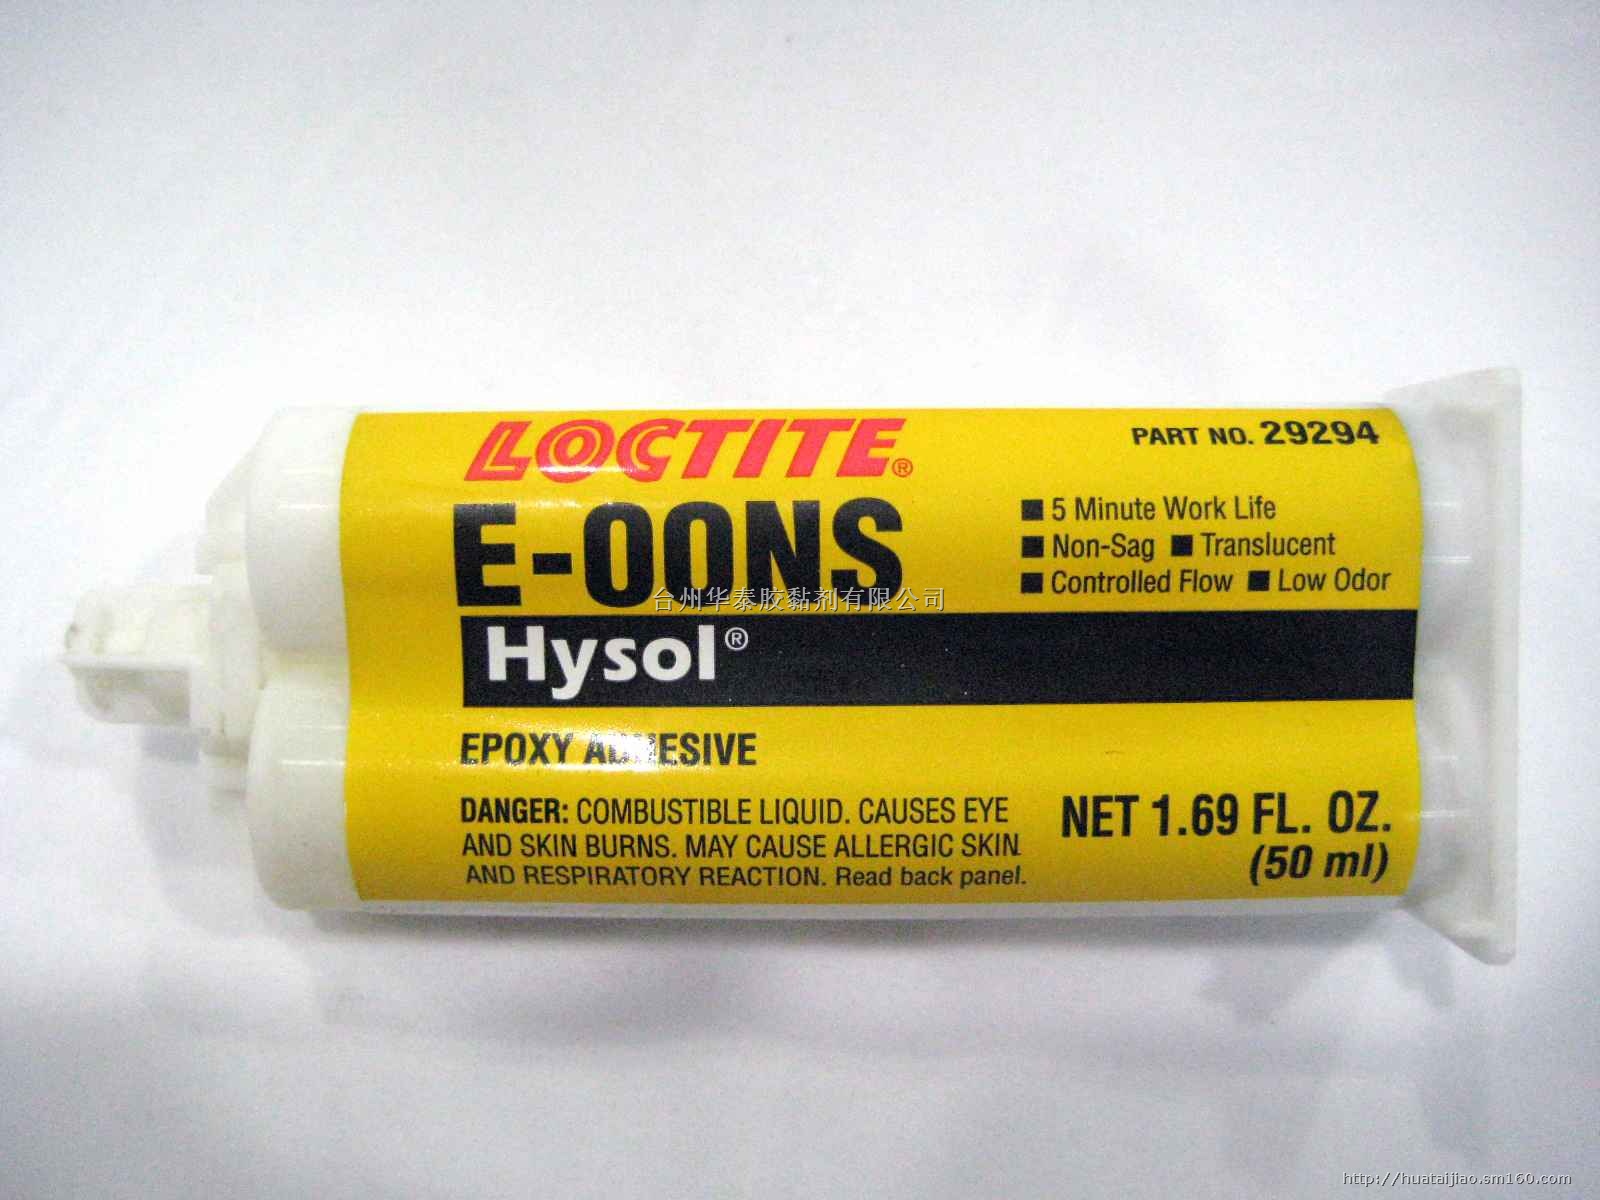 LOCTITE®
PART NO. 29294
E-00NS
■ 5 Minute Work Life
■ Non-Sag ■ Translucent
■ Controlled Flow ■ Low Odor
台州华泰胶黏剂有限公司
Hysol®
EPOXY ADHESIVE
DANGER: COMBUSTIBLE LIQUID. CAUSES EYE
AND SKIN BURNS. MAY CAUSE ALLERGIC SKIN
AND RESPIRATORY REACTION. Read back panel.
NET 1.69 FL. OZ.
(50 ml)
http://huataijiao.sm160.com